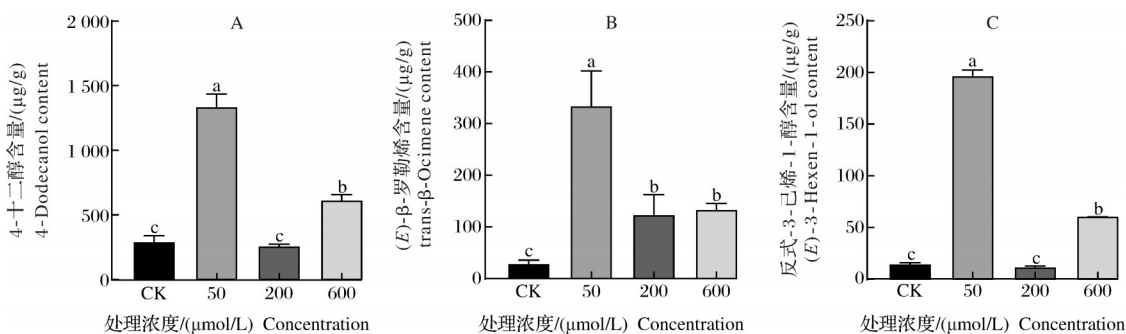 A
4-十二醇含量/(μg/g)
4-Dodecanol content
2 000
1 500
1 000
500
0
c
a
c
b
CK
50
200
600
处理浓度/(μmol/L) Concentration
B
(E)-β-罗勒烯含量/(μg/g)
trans-β-Ocimene content
500
400
300
200
100
0
c
a
b
b
CK
50
200
600
处理浓度/(μmol/L) Concentration
C
反式-3-己烯-1-醇含量/(μg/g)
(E)-3-Hexen-1-ol content
250
200
150
100
50
0
c
a
c
b
CK
50
200
600
处理浓度/(μmol/L) Concentration